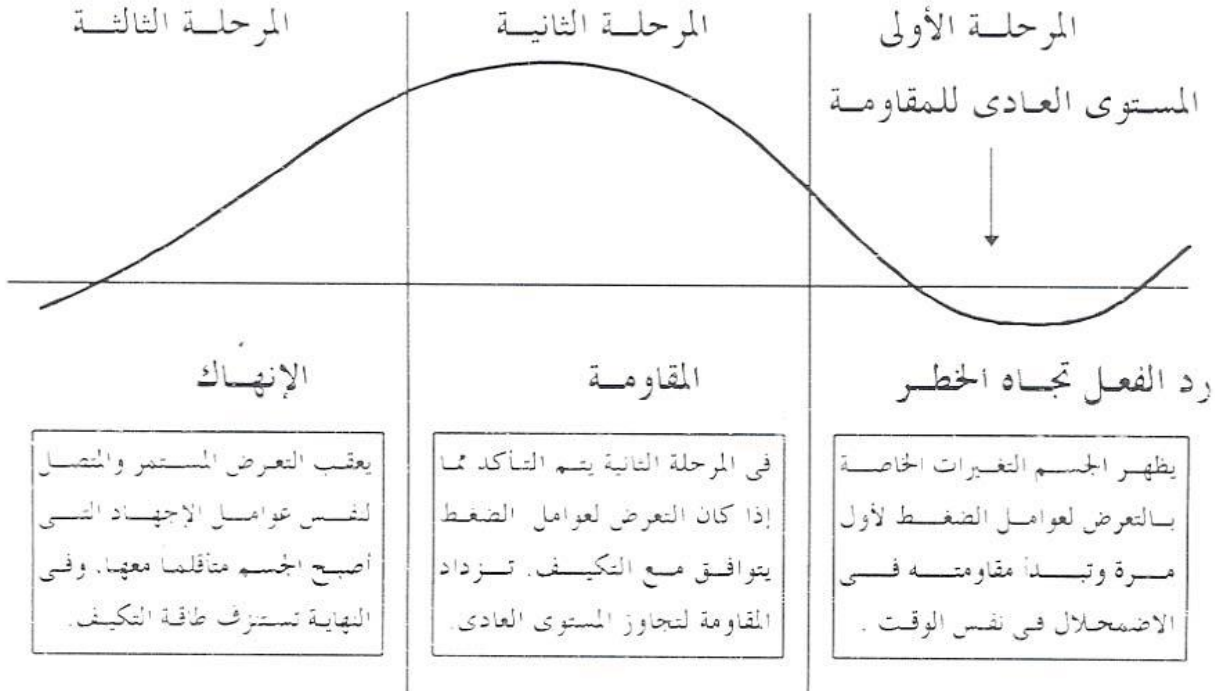 المرحلة الأولى
المستوى العادى للمقاومة
رد الفعل تجاه الخطر
يظهر الجسم التغيرات الخاصة
بالتعرض لعوامل الضغط لأول
مرة وتبدأ مقاومته فى
الاضمحلال فى نفس الوقت .
المرحلة الثانية
المقاومة
فى المرحلة الثانية يتم التأكد مما
إذا كان التعرض لعوامل الضغط
يتوافق مع التكيف. تزداد
المقاومة لتجاوز المستوى العادى.
المرحلة الثالثة
الإنهاك
يعقب التعرض المستمر والمتصل
لنفس عوامل الإجهاد التى
أصبح الجسم متأقلماً معها. وفى
النهاية تستنزف طاقة التكيف.